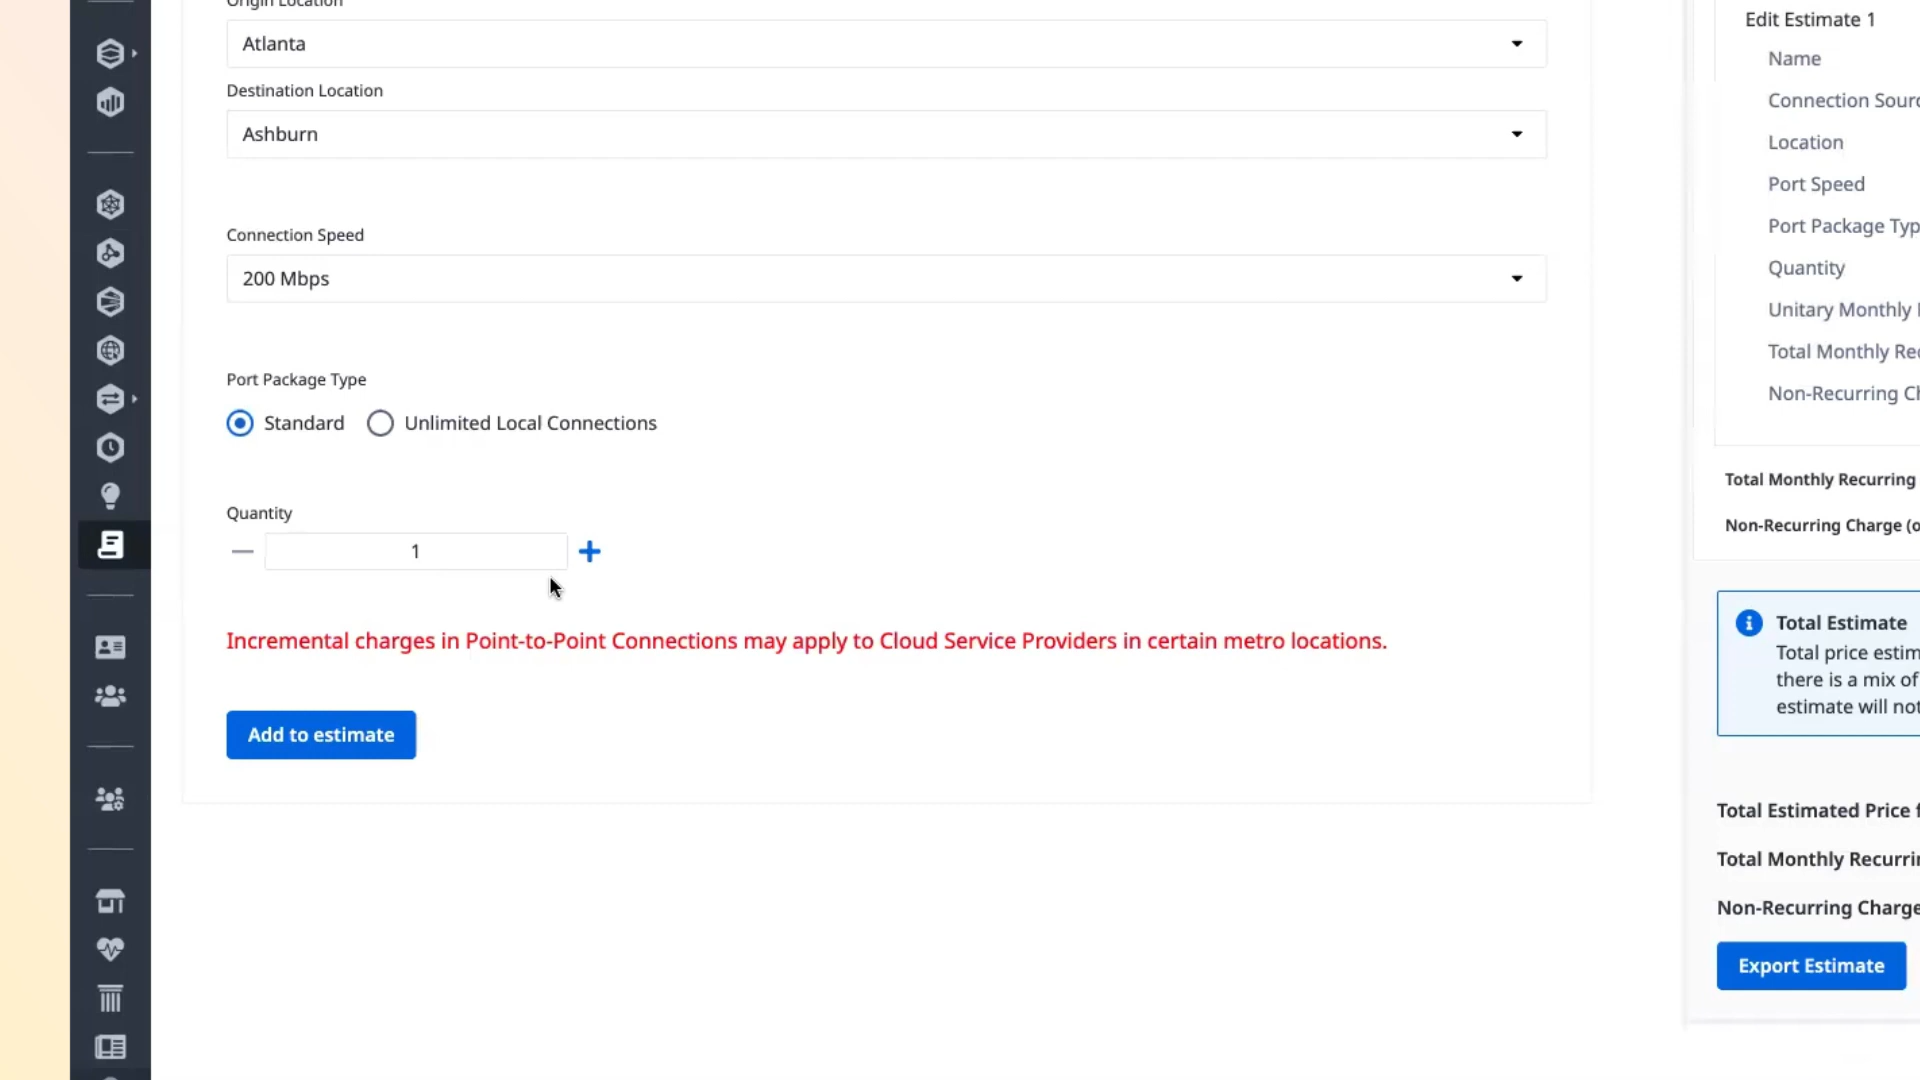 Origin Location
Atlanta
Destination Location
Ashburn
Connection Speed
200 Mbps
Port Package Type
Standard
Unlimited Local Connections
Quantity
1
Incremental charges in Point-to-Point Connections may apply to Cloud Service Providers in certain metro locations.
Add to estimate
Edit Estimate 1
Name
Connection Sourc
Location
Port Speed
Port Package Typ
Quantity
Unitary Monthly
Total Monthly Rec
Non-Recurring Ch
Total Monthly Recurring
Non-Recurring Charge (o
Total Estimate
Total price estim
there is a mix of
estimate will not
Total Estimated Price f
Total Monthly Recurrin
Non-Recurring Charge
Export Estimate